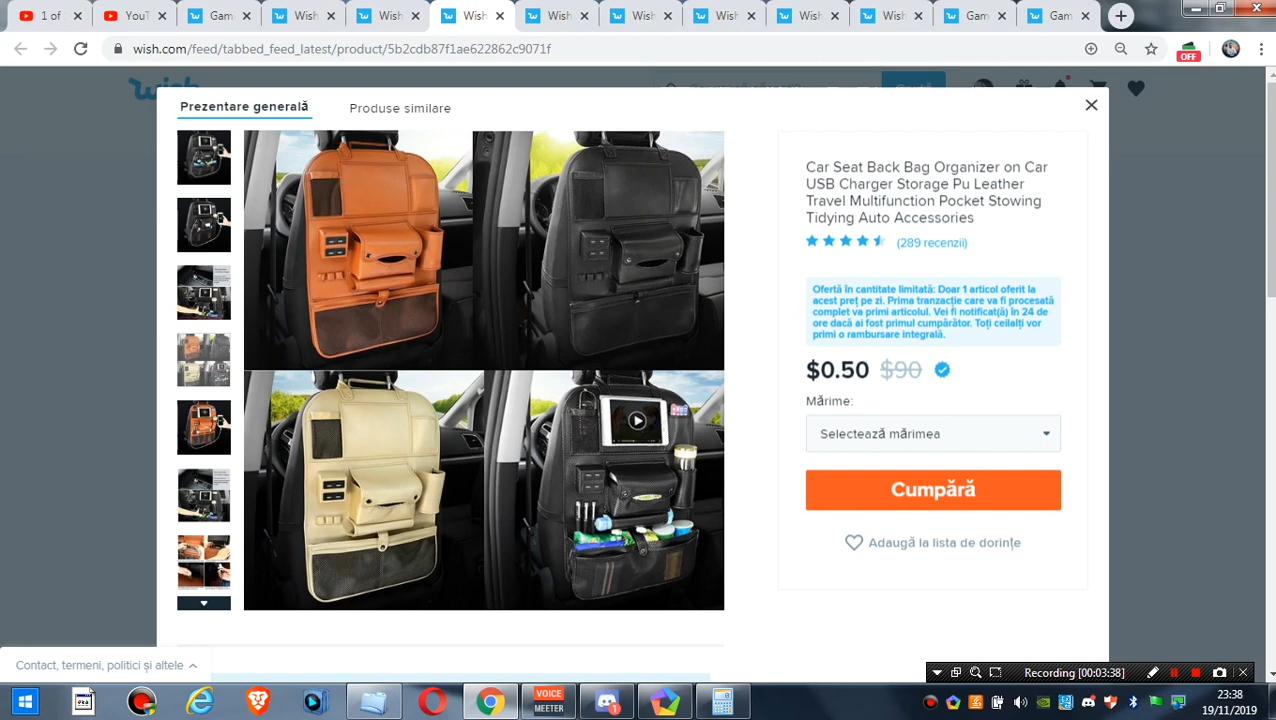 1 of
YouT
Gam
Wish
Wish
Wish
Wish
Wish
Wish
Gam
Gam
wish.com/feed/tabbed_feed_latest/product/5b2cdb87f1ae622862c9071f
OFF
wish
Prezentare generală
Produse similare
Car Seat Back Bag Organizer on Car
USB Charger Storage Pu Leather
Travel Multifunction Pocket Stowing
Tidying Auto Accessories
(289 recenzii)
Ofertă în cantitate limitată: Doar 1 articol oferit la
acest preț pe zi. Prima tranzacție care va fi procesată
complet va primi articolul. Vei fi notificat(ă) în 24 de
ore dacă ai fost primul cumpărător. Toți ceilalți vor
primi o rambursare integrală.
$0.50 $90
Mărime:
Selectează mărimea
Cumpără
Adaugă la lista de dorințe
Contact, termeni, politici și altele
Recording [00:03:38]
VOICE
MEETER
23:38
19/11/2019